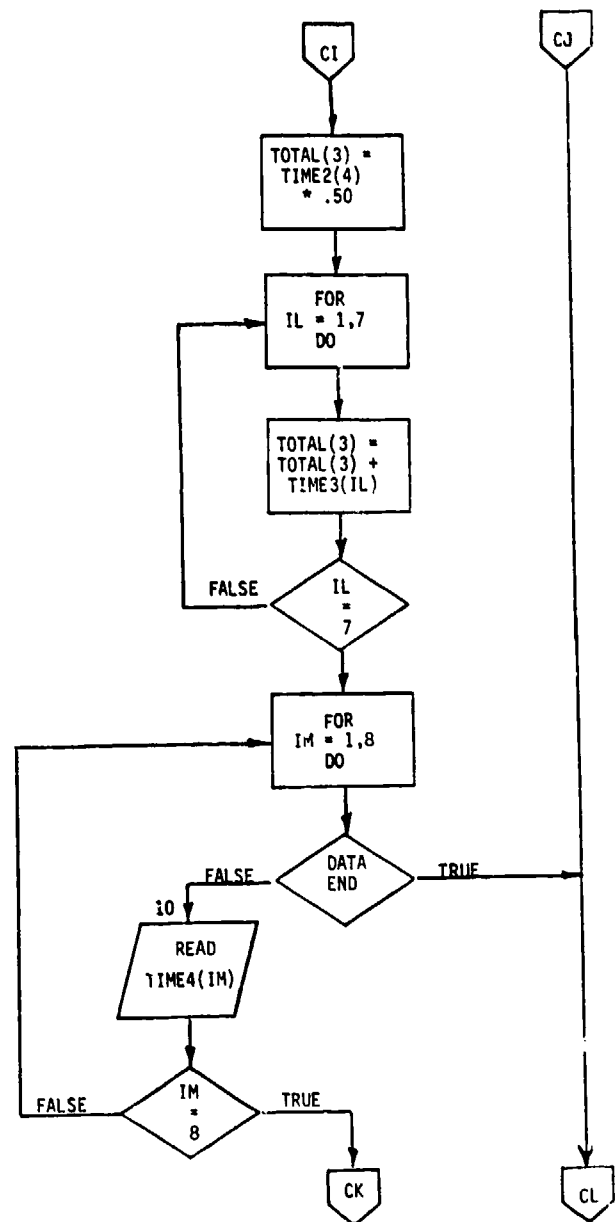 CI
CJ
TOTAL(3) =
TIME2(4)
* .50
FOR
IL = 1,7
DO
TOTAL(3) =
TOTAL(3) +
TIME3(IL)
FALSE
IL
=
7
FOR
IM = 1,8
DO
FALSE
DATA
END
TRUE
10
READ
TIME4(IM)
FALSE
IM
=
8
TRUE
CK
CL